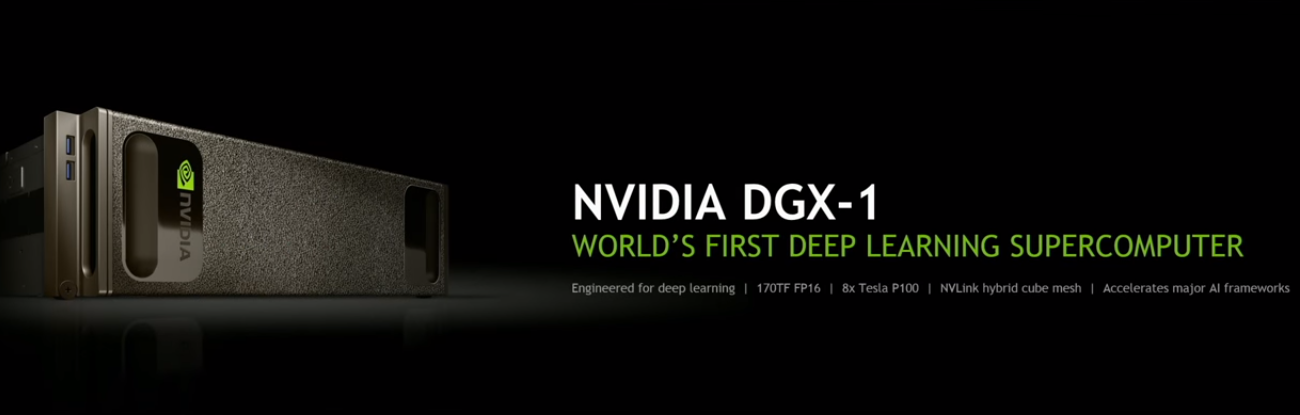 NVIDIA
NVIDIA DGX-1
WORLD'S FIRST DEEP LEARNING SUPERCOMPUTER
Engineered for deep learning | 170TF FP16 | 8x Tesla P100 | NVLink hybrid cube mesh | Accelerates major AI frameworks